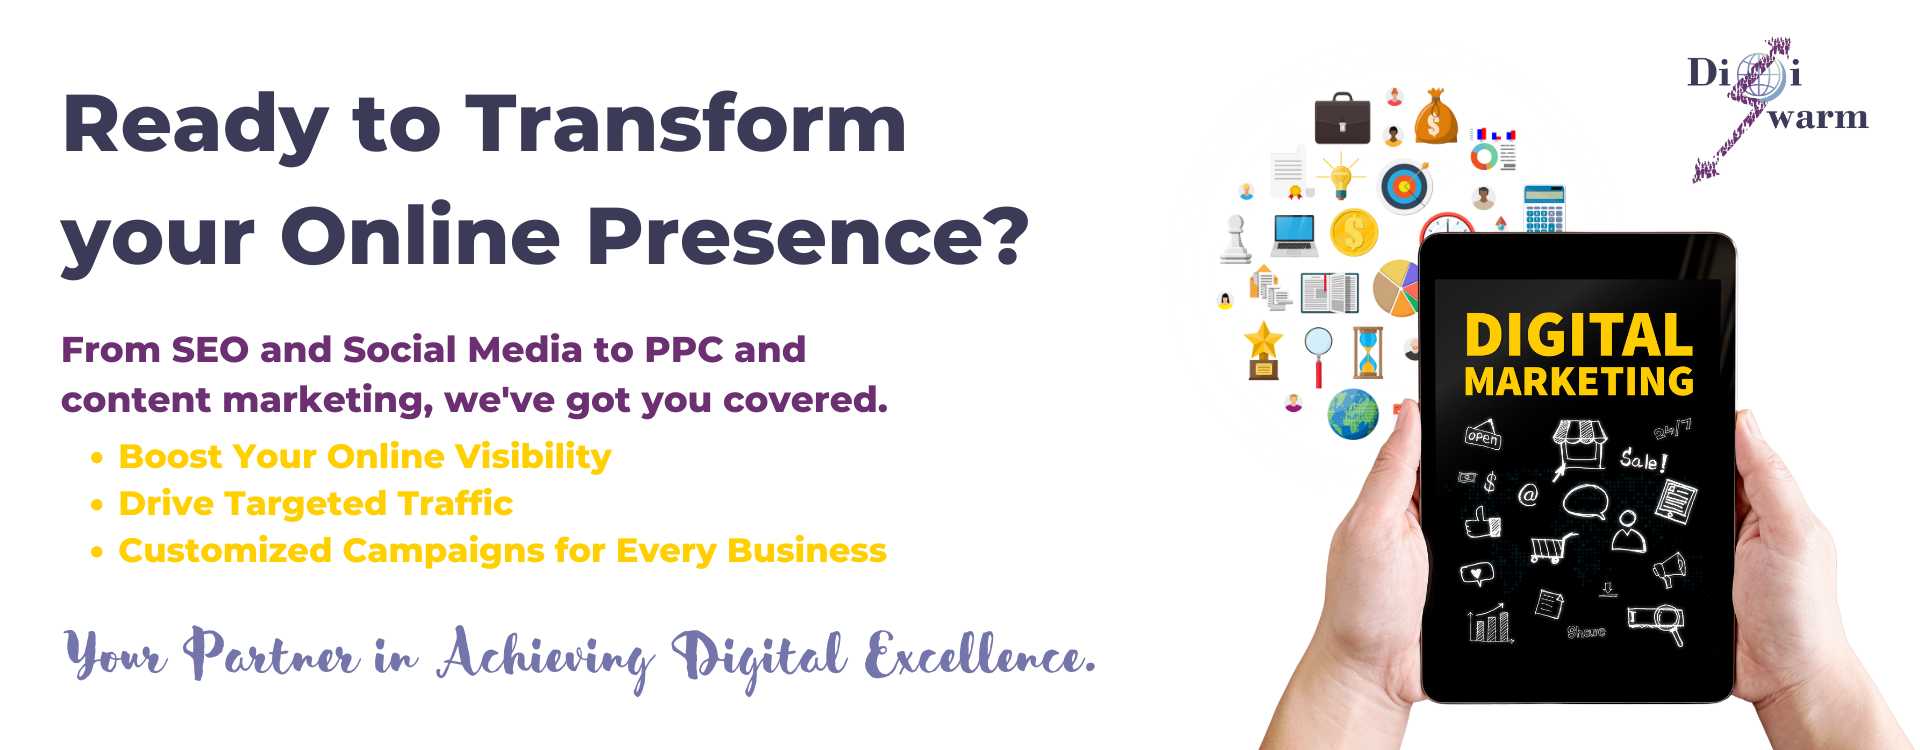 Ready to Transform
your Online Presence?
From SEO and Social Media to PPC and
content marketing, we've got you covered.
• Boost Your Online Visibility
• Drive Targeted Traffic
• Customized Campaigns for Every Business
Your Partner in Achieving Digital Excellence.
Di i
warm
DIGITAL
MARKETING
open
24/7
Sale!
$
@
Share